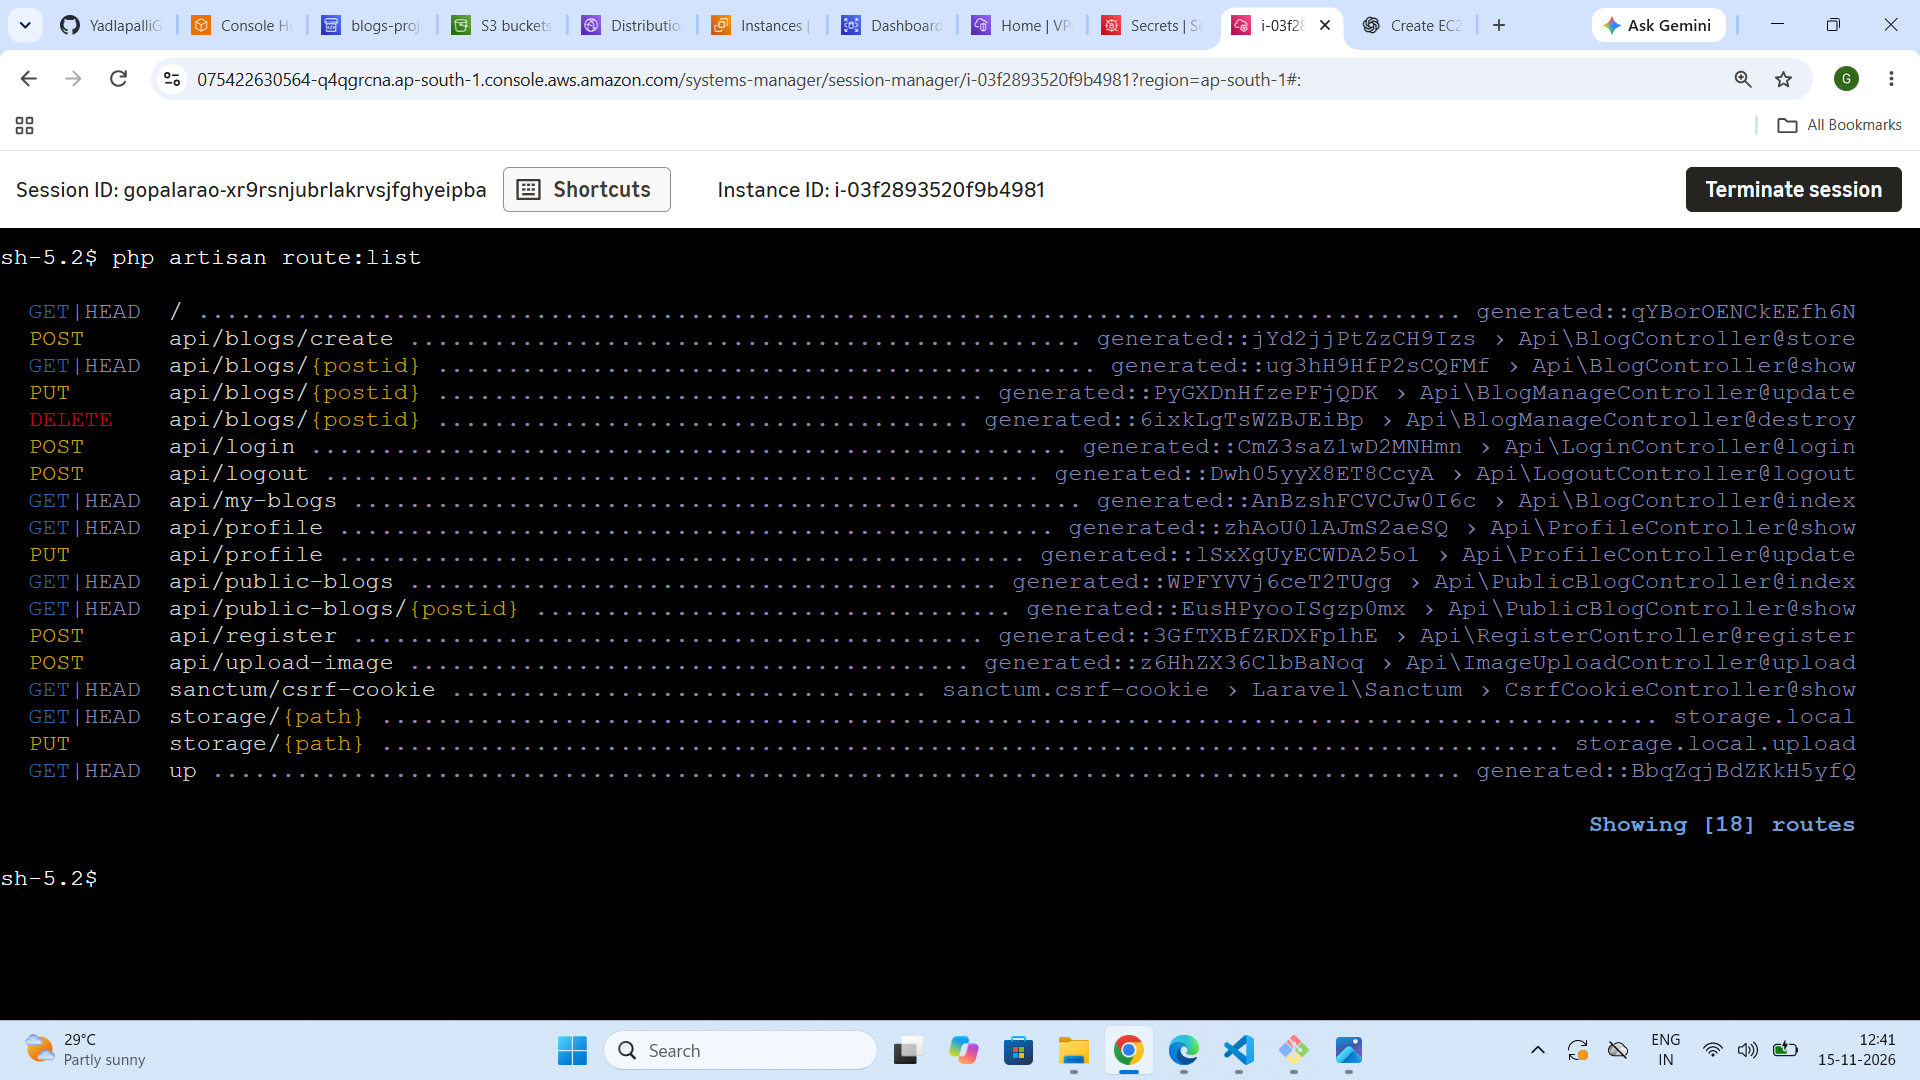 YadlapalliG
Console Ho
blogs-proje
S3 buckets
Distribution
Instances |
Dashboard
Home | VPC
Secrets | Se
i-03f28
Create EC2
Ask Gemini
075422630564-q4qgrcna.ap-south-1.console.aws.amazon.com/systems-manager/session-manager/i-03f2893520f9b4981?region=ap-south-1#:
G
All Bookmarks
Session ID: gopalarao-xr9rsnjubrlakrvsjfghyeipba
Shortcuts
Instance ID: i-03f2893520f9b4981
Terminate session
sh-5.2$ php artisan route:list
GET|HEAD / .......................................................................................... generated::qYBorOENCkEEfh6N
POST api/blogs/create ................................................ generated::jYd2jjPtZzCH9Izs › Api\BlogController@store
GET|HEAD api/blogs/{postid} ............................................... generated::ug3hH9HfP2sCQFMf › Api\BlogController@show
PUT api/blogs/{postid} ....................................... generated::PyGXDnHfzePFjQDK › Api\BlogManageController@update
DELETE api/blogs/{postid} ...................................... generated::6ixkLgTsWZBJEiBp › Api\BlogManageController@destroy
POST api/login ...................................................... generated::CmZ3saZ1wD2MNHmn › Api\LoginController@login
POST api/logout ................................................... generated::Dwh05yyX8ET8CcyA › Api\LogoutController@logout
GET|HEAD api/my-blogs .................................................... generated::AnBzshFCVCJw0I6c › Api\BlogController@index
GET|HEAD api/profile ................................................... generated::zhAoU0lAJmS2aeSQ › Api\ProfileController@show
PUT api/profile ................................................. generated::lSxXgUyECWDA25o1 › Api\ProfileController@update
GET|HEAD api/public-blogs .......................................... generated::WPFYVVj6ceT2TUgg › Api\PublicBlogController@index
GET|HEAD api/public-blogs/{postid} .................................. generated::EusHPyooISgzp0mx › Api\PublicBlogController@show
POST api/register ............................................. generated::3GfTXBfZRDXFp1hE › Api\RegisterController@register
POST api/upload-image ........................................ generated::z6HhZX36ClbBaNoq › Api\ImageUploadController@upload
GET|HEAD sanctum/csrf-cookie .................................. sanctum.csrf-cookie › Laravel\Sanctum › CsrfCookieController@show
GET|HEAD storage/{path} ........................................................................................... storage.local
PUT storage/{path} .................................................................................... storage.local.upload
GET|HEAD up ......................................................................................... generated::BbqZqjBdZKkH5yfQ
Showing [18] routes
sh-5.2$
29°C
Partly sunny
Search
ENG
IN
12:41
15-11-2026